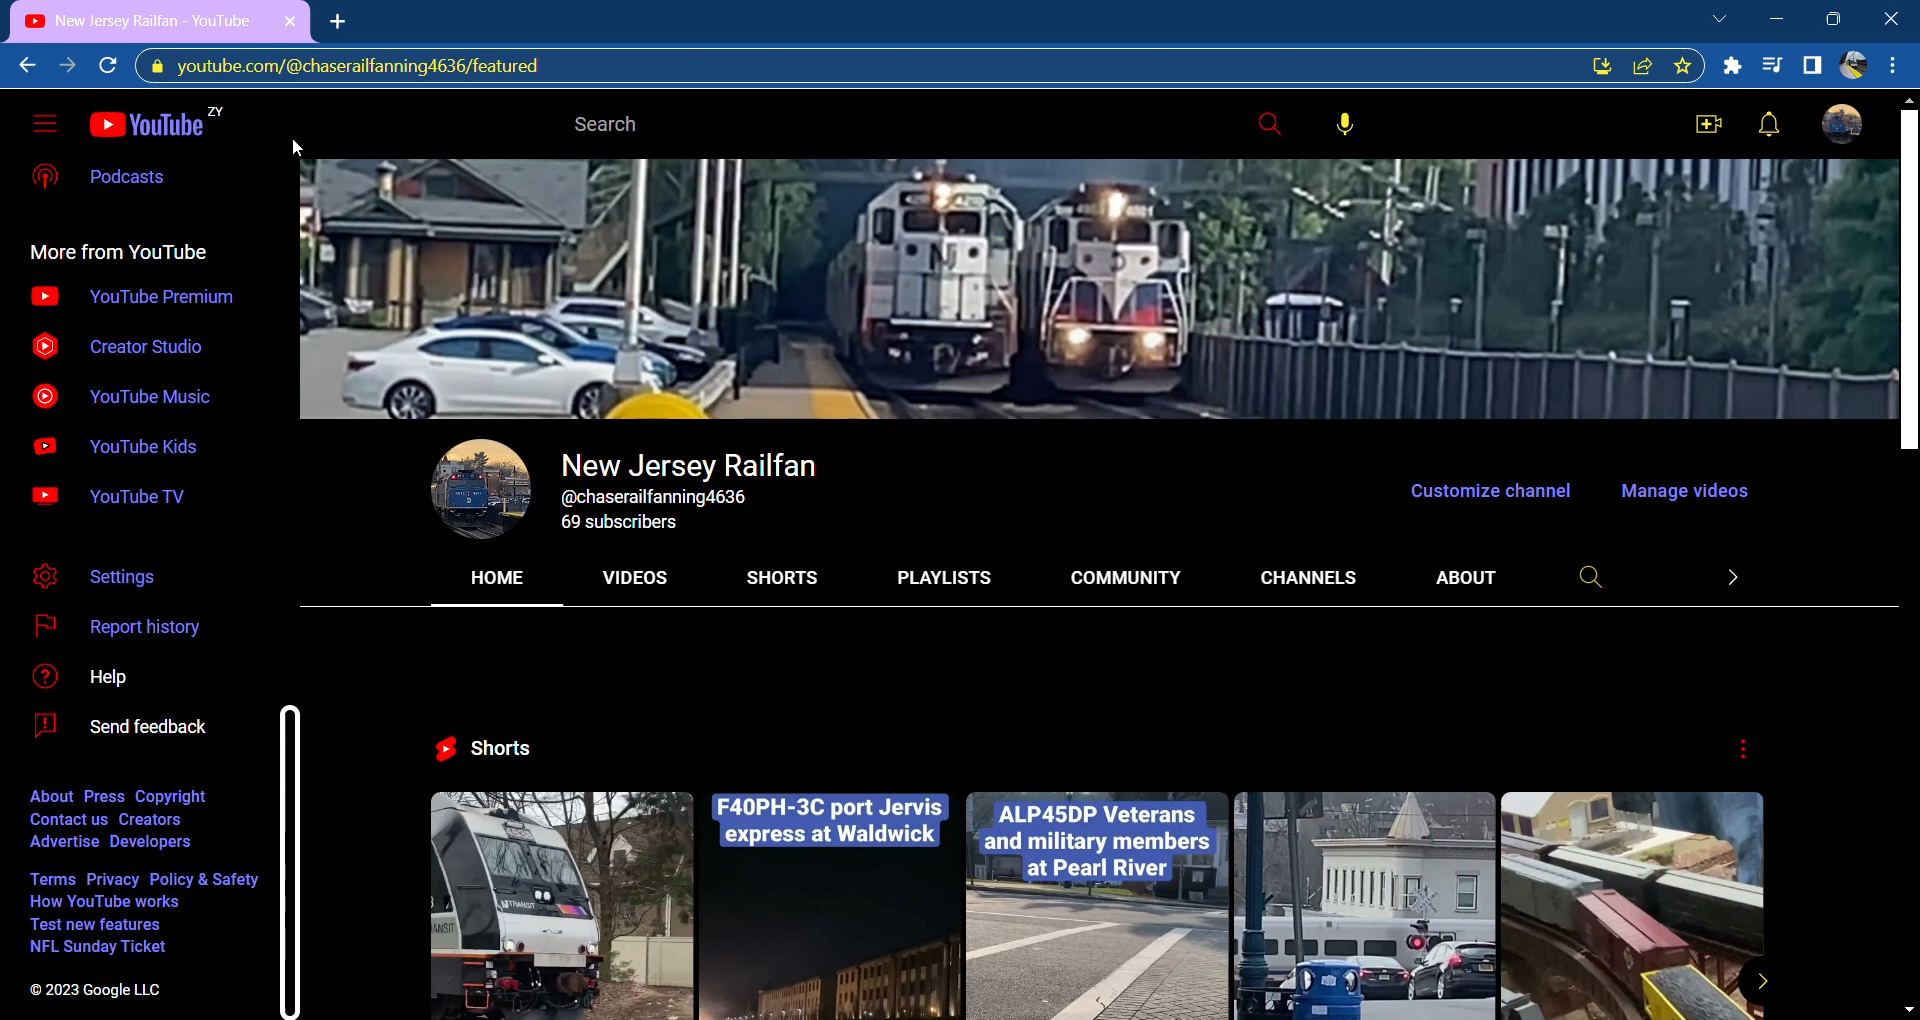 New Jersey Railfan - YouTube
youtube.com/@chaserailfanning4636/featured
YouTube ZY
Search
Podcasts
More from YouTube
YouTube Premium
Creator Studio
YouTube Music
YouTube Kids
YouTube TV
Settings
Report history
Help
Send feedback
About Press Copyright
Contact us Creators
Advertise Developers
Terms Privacy Policy & Safety
How YouTube works
Test new features
NFL Sunday Ticket
© 2023 Google LLC
New Jersey Railfan
@chaserailfanning4636
69 subscribers
Customize channel Manage videos
HOME VIDEOS SHORTS PLAYLISTS COMMUNITY CHANNELS ABOUT
Shorts
F40PH-3C port Jervis
express at Waldwick
ALP45DP Veterans
and military members
at Pearl River